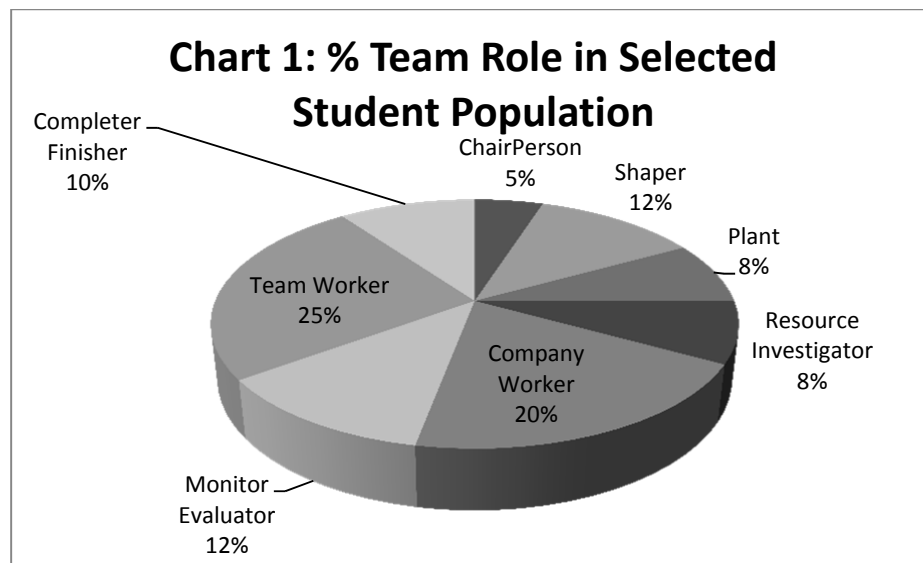 Chart 1: % Team Role in Selected
Student Population
Completer
Finisher
10%
ChairPerson
5%
Shaper
12%
Plant
8%
Resource
Investigator
8%
Company
Worker
20%
Monitor
Evaluator
12%
Team Worker
25%